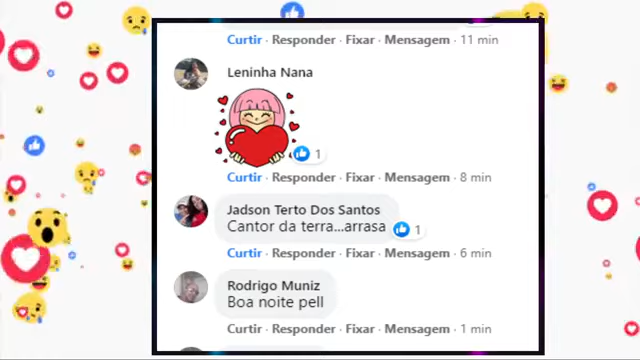 Curtir · Responder · Fixar · Mensagem · 11 min
Leninha Nana
1
Curtir · Responder · Fixar · Mensagem · 8 min
Jadson Terto Dos Santos
Cantor da terra...arrasa
1
Curtir · Responder · Fixar · Mensagem · 6 min
Rodrigo Muniz
Boa noite pell
Curtir · Responder · Fixar · Mensagem · 1 min